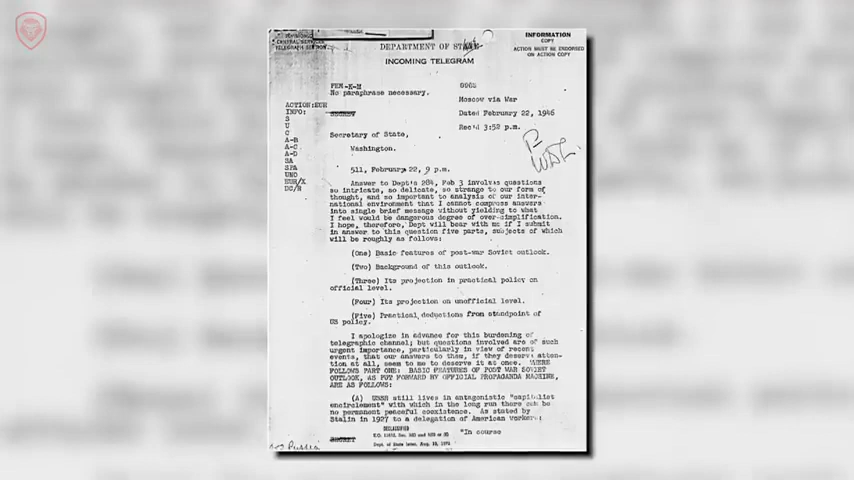 CENTRAL SERVICES
TELEGRAPH SECTION
DEPARTMENT OF STATE
INCOMING TELEGRAM
INFORMATION
COPY
ACTION MUST BE ENDORSED
ON ACTION COPY
PEM-K-M
No paraphrase necessary.
ACTION:EUR
INFO:
S
U
C
A-B
A-C
A-D
SA
SPA
UNO
EUR/X
DC/R
SECRET
Moscow via War
Dated February 22, 1946
Rec'd 3:52 p.m.
Secretary of State,
Washington.
511, February 22, 9 p.m.
Answer to Dept's 284, Feb 3 involves questions
so intricate, so delicate, so strange to our form of
thought, and so important to analysis of our inter-
national environment that I cannot compress answers
into single brief message without yielding to what
I feel would be dangerous degree of over-simplification.
I hope, therefore, Dept will bear with me if I submit
in answer to this question five parts, subjects of which
will be roughly as follows:
(One) Basic features of post-war Soviet outlook.
(Two) Background of this outlook.
(Three) Its projection in practical policy on
official level.
(Four) Its projection on unofficial level.
(Five) Practical deductions from standpoint of
US policy.
I apologize in advance for this burdening of
telegraphic channel; but questions involved are of such
urgent importance, particularly in view of recent
events, that our answers to them, if they deserve atten-
tion at all, seem to me to deserve it at once. THERE
FOLLOWS PART ONE: BASIC FEATURES OF POST WAR SOVIET
OUTLOOK, AS PUT FORWARD BY OFFICIAL PROPAGANDA MACHINE,
ARE AS FOLLOWS:
(A) USSR still lives in antagonistic "capitalist
encirclement" with which in the long run there can be
no permanent peaceful coexistence. As stated by
Stalin in 1927 to a delegation of American workers:
"In course
SECRET
DECLASSIFIED